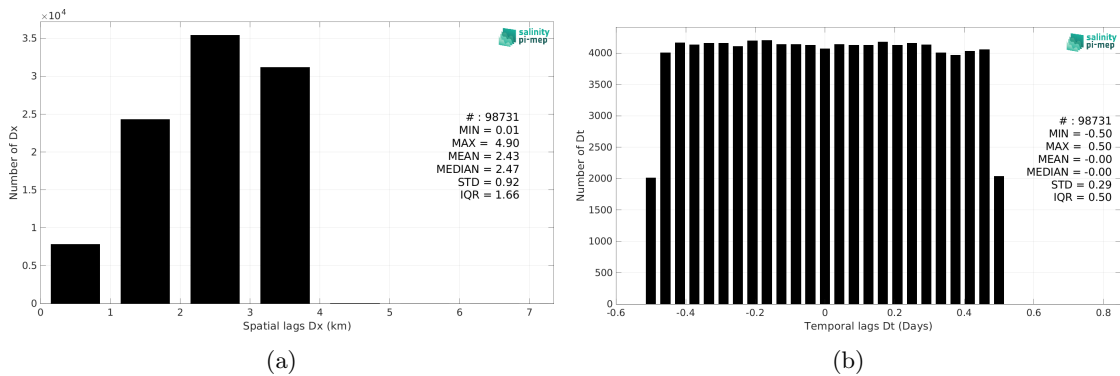 ×10⁴
3.5
3
2.5
2
1.5
1
0.5
0
Number of Dx
0 1 2 3 4 5 6 7
Spatial lags Dx (km)
salinity
pi-mep
# : 98731
MIN = 0.01
MAX = 4.90
MEAN = 2.43
MEDIAN = 2.47
STD = 0.92
IQR = 1.66
(a)
4000
3500
3000
2500
2000
1500
1000
500
0
Number of Dt
-0.6 -0.4 -0.2 0 0.2 0.4 0.6 0.8
Temporal lags Dt (Days)
salinity
pi-mep
# : 98731
MIN = -0.50
MAX = 0.50
MEAN = -0.00
MEDIAN = -0.00
STD = 0.29
IQR = 0.50
(b)